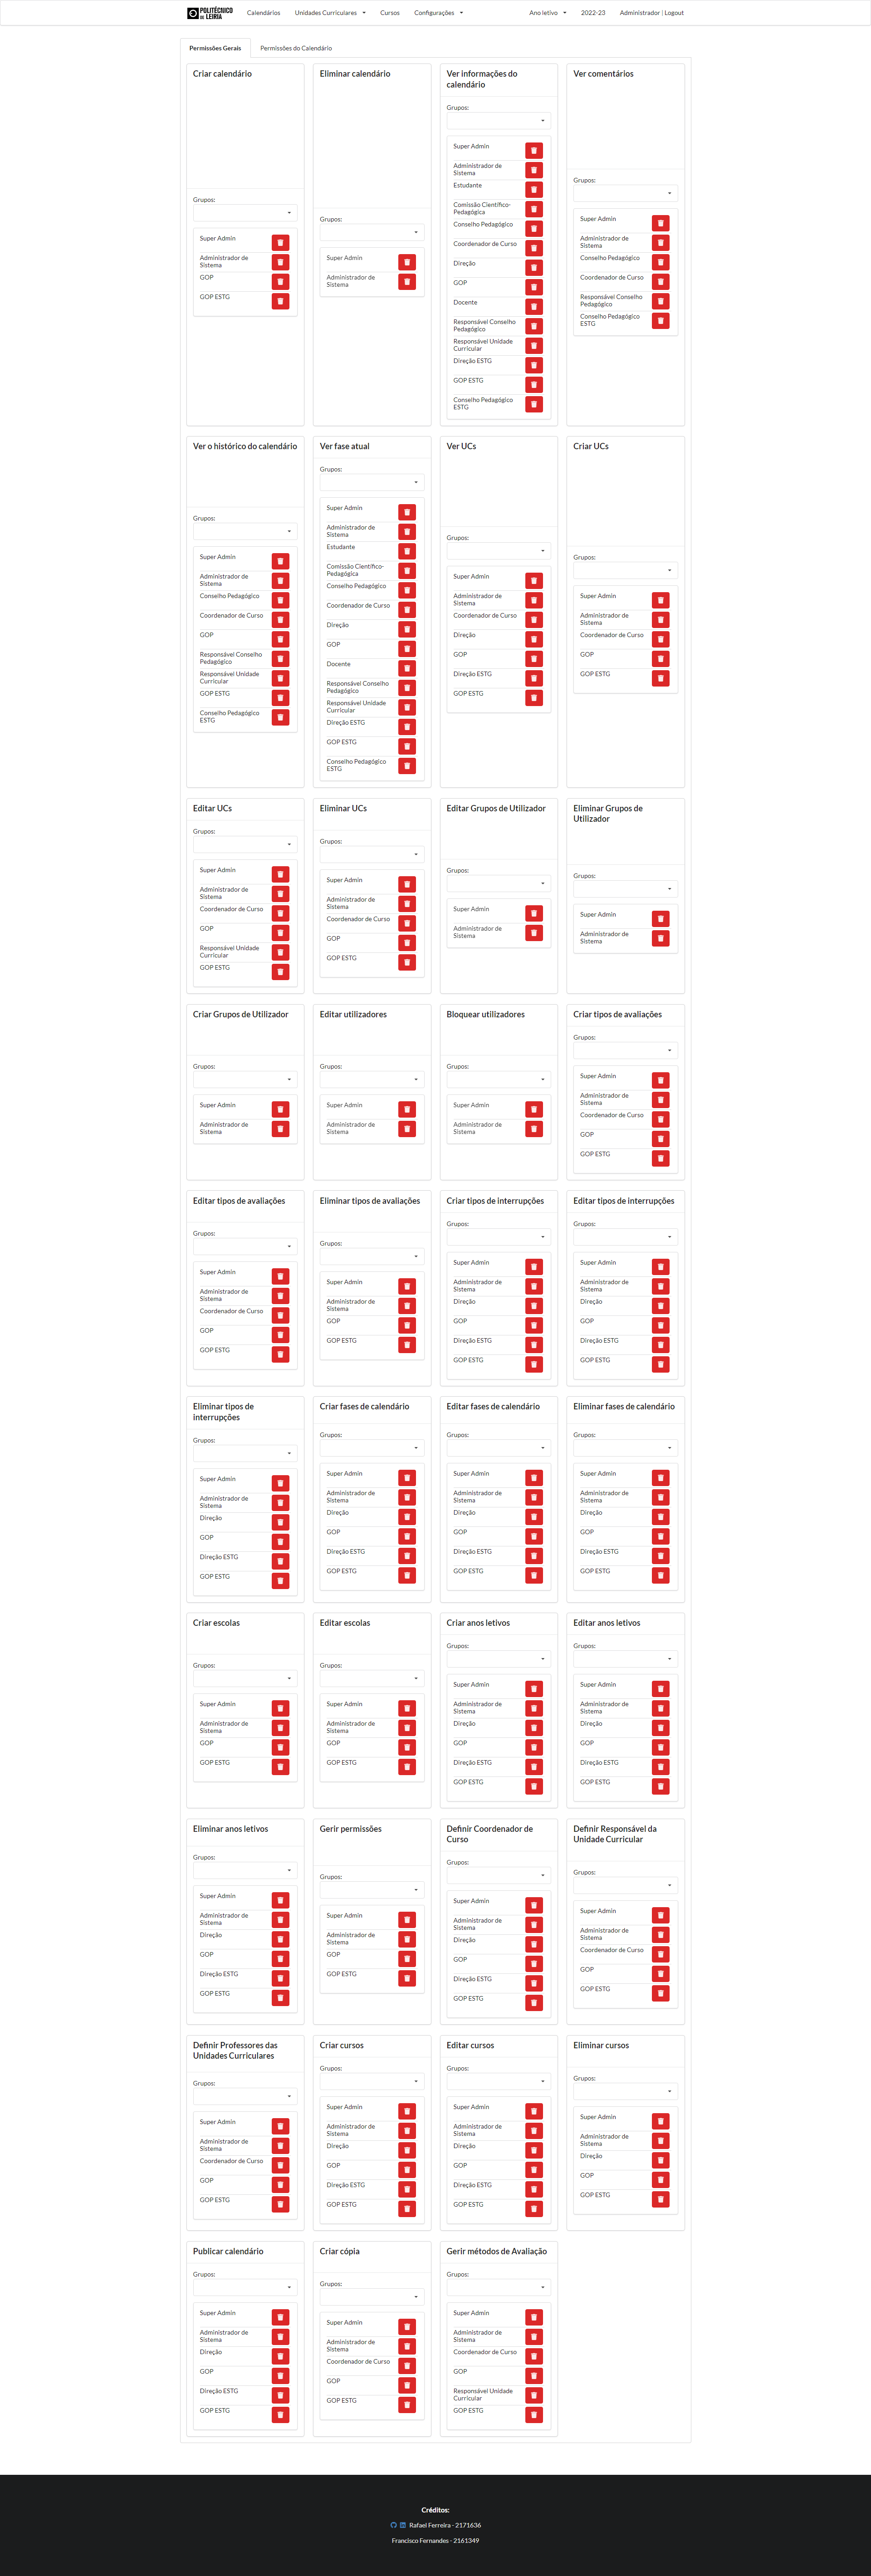 POLITÉCNICO
DE LEIRIA
Calendários
Unidades Curriculares
Cursos
Configurações
Ano letivo
2022-23
Administrador | Logout
Permissões Gerais
Permissões do Calendário
Criar calendário
Grupos:
Super Admin
Administrador de
Sistema
GOP
GOP ESTG
Eliminar calendário
Grupos:
Super Admin
Administrador de
Sistema
Ver informações do
calendário
Grupos:
Super Admin
Administrador de
Sistema
Estudante
Comissão Científico-
Pedagógica
Conselho Pedagógico
Coordenador de Curso
Direção
GOP
Docente
Responsável Conselho
Pedagógico
Responsável Unidade
Curricular
Direção ESTG
GOP ESTG
Conselho Pedagógico
ESTG
Ver comentários
Grupos:
Super Admin
Administrador de
Sistema
Conselho Pedagógico
Coordenador de Curso
Responsável Conselho
Pedagógico
Conselho Pedagógico
ESTG
Ver o histórico do calendário
Grupos:
Super Admin
Administrador de
Sistema
Conselho Pedagógico
Coordenador de Curso
GOP
Responsável Conselho
Pedagógico
Responsável Unidade
Curricular
GOP ESTG
Conselho Pedagógico
ESTG
Ver fase atual
Grupos:
Super Admin
Administrador de
Sistema
Estudante
Comissão Científico-
Pedagógica
Conselho Pedagógico
Coordenador de Curso
Direção
GOP
Docente
Responsável Conselho
Pedagógico
Responsável Unidade
Curricular
Direção ESTG
GOP ESTG
Conselho Pedagógico
ESTG
Ver UCs
Grupos:
Super Admin
Administrador de
Sistema
Coordenador de Curso
Direção
GOP
Direção ESTG
GOP ESTG
Criar UCs
Grupos:
Super Admin
Administrador de
Sistema
Coordenador de Curso
GOP
GOP ESTG
Editar UCs
Grupos:
Super Admin
Administrador de
Sistema
Coordenador de Curso
GOP
Responsável Unidade
Curricular
GOP ESTG
Eliminar UCs
Grupos:
Super Admin
Administrador de
Sistema
Coordenador de Curso
GOP
GOP ESTG
Editar Grupos de Utilizador
Grupos:
Super Admin
Administrador de
Sistema
Eliminar Grupos de
Utilizador
Grupos:
Super Admin
Administrador de
Sistema
Criar Grupos de Utilizador
Grupos:
Super Admin
Administrador de
Sistema
Editar utilizadores
Grupos:
Super Admin
Administrador de
Sistema
Bloquear utilizadores
Grupos:
Super Admin
Administrador de
Sistema
Criar tipos de avaliações
Grupos:
Super Admin
Administrador de
Sistema
Coordenador de Curso
GOP
GOP ESTG
Editar tipos de avaliações
Grupos:
Super Admin
Administrador de
Sistema
Coordenador de Curso
GOP
GOP ESTG
Eliminar tipos de avaliações
Grupos:
Super Admin
Administrador de
Sistema
GOP
GOP ESTG
Criar tipos de interrupções
Grupos:
Super Admin
Administrador de
Sistema
Direção
GOP
Direção ESTG
GOP ESTG
Editar tipos de interrupções
Grupos:
Super Admin
Administrador de
Sistema
Direção
GOP
Direção ESTG
GOP ESTG
Eliminar tipos de
interrupções
Grupos:
Super Admin
Administrador de
Sistema
Direção
GOP
Direção ESTG
GOP ESTG
Criar fases de calendário
Grupos:
Super Admin
Administrador de
Sistema
Direção
GOP
Direção ESTG
GOP ESTG
Editar fases de calendário
Grupos:
Super Admin
Administrador de
Sistema
Direção
GOP
Direção ESTG
GOP ESTG
Eliminar fases de calendário
Grupos:
Super Admin
Administrador de
Sistema
Direção
GOP
Direção ESTG
GOP ESTG
Criar escolas
Grupos:
Super Admin
Administrador de
Sistema
GOP
GOP ESTG
Editar escolas
Grupos:
Super Admin
Administrador de
Sistema
GOP
GOP ESTG
Criar anos letivos
Grupos:
Super Admin
Administrador de
Sistema
Direção
GOP
Direção ESTG
GOP ESTG
Editar anos letivos
Grupos:
Super Admin
Administrador de
Sistema
Direção
GOP
Direção ESTG
GOP ESTG
Eliminar anos letivos
Grupos:
Super Admin
Administrador de
Sistema
Direção
GOP
Direção ESTG
GOP ESTG
Gerir permissões
Grupos:
Super Admin
Administrador de
Sistema
GOP
GOP ESTG
Definir Coordenador de
Curso
Grupos:
Super Admin
Administrador de
Sistema
Direção
GOP
Direção ESTG
GOP ESTG
Definir Responsável da
Unidade Curricular
Grupos:
Super Admin
Administrador de
Sistema
Coordenador de Curso
GOP
GOP ESTG
Definir Professores das
Unidades Curriculares
Grupos:
Super Admin
Administrador de
Sistema
Coordenador de Curso
GOP
GOP ESTG
Criar cursos
Grupos:
Super Admin
Administrador de
Sistema
Direção
GOP
Direção ESTG
GOP ESTG
Editar cursos
Grupos:
Super Admin
Administrador de
Sistema
Direção
GOP
Direção ESTG
GOP ESTG
Eliminar cursos
Grupos:
Super Admin
Administrador de
Sistema
Direção
GOP
GOP ESTG
Publicar calendário
Grupos:
Super Admin
Administrador de
Sistema
Direção
GOP
Direção ESTG
GOP ESTG
Criar cópia
Grupos:
Super Admin
Administrador de
Sistema
Coordenador de Curso
GOP
GOP ESTG
Gerir métodos de Avaliação
Grupos:
Super Admin
Administrador de
Sistema
Coordenador de Curso
GOP
Responsável Unidade
Curricular
GOP ESTG
Créditos:
Rafael Ferreira - 2171636
Francisco Fernandes - 2161349